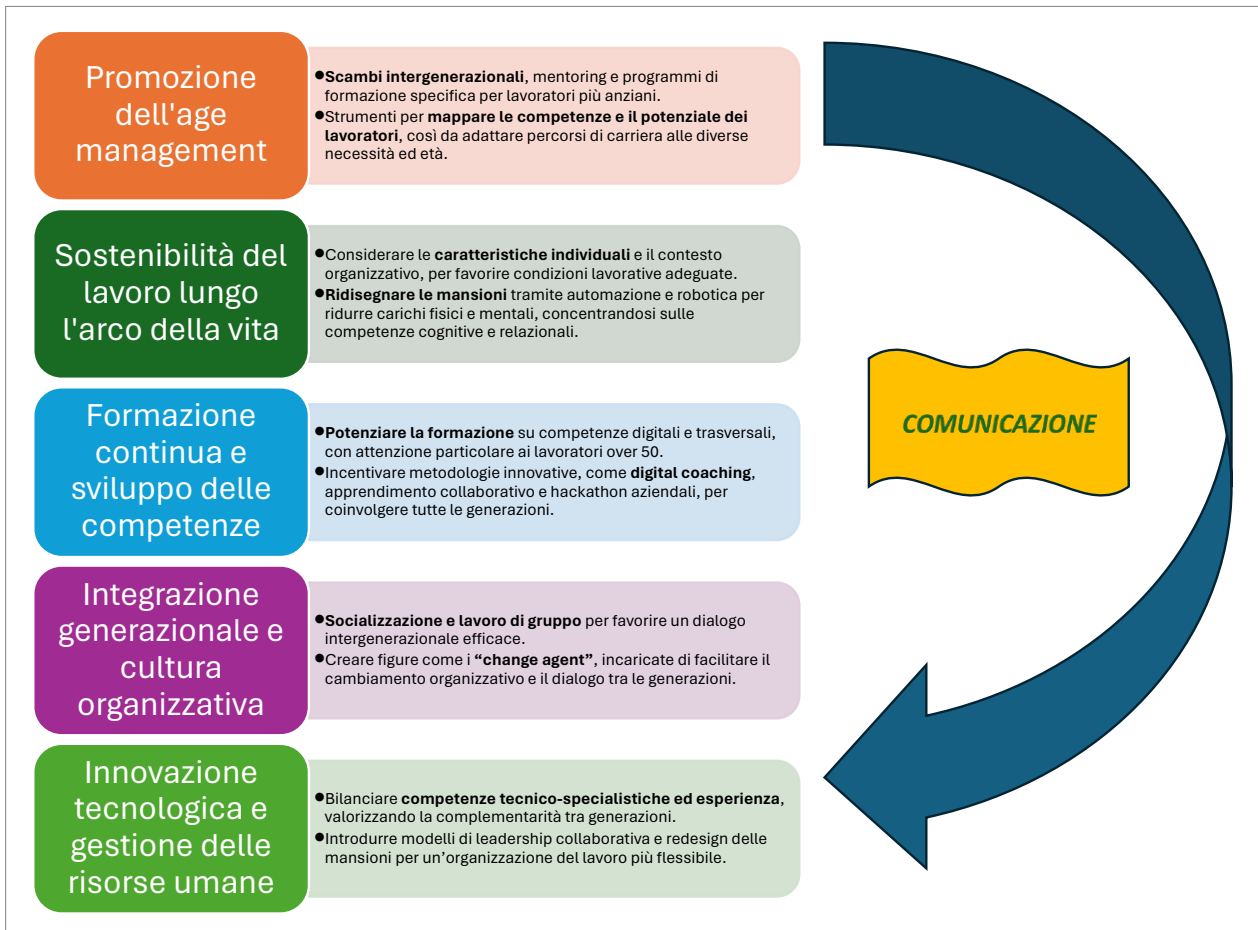 Promozione
dell'age
management
●Scambi intergenerazionali, mentoring e programmi di
formazione specifica per lavoratori più anziani.
●Strumenti per mappare le competenze e il potenziale dei
lavoratori, così da adattare percorsi di carriera alle diverse
necessità ed età.
Sostenibilità del
lavoro lungo
l'arco della vita
●Considerare le caratteristiche individuali e il contesto
organizzativo, per favorire condizioni lavorative adeguate.
●Ridisegnare le mansioni tramite automazione e robotica per
ridurre carichi fisici e mentali, concentrandosi sulle
competenze cognitive e relazionali.
Formazione
continua e
sviluppo delle
competenze
●Potenziare la formazione su competenze digitali e trasversali,
con attenzione particolare ai lavoratori over 50.
●Incentivare metodologie innovative, come digital coaching,
apprendimento collaborativo e hackathon aziendali, per
coinvolgere tutte le generazioni.
Integrazione
generazionale e
cultura
organizzativa
●Socializzazione e lavoro di gruppo per favorire un dialogo
intergenerazionale efficace.
●Creare figure come i “change agent”, incaricate di facilitare il
cambiamento organizzativo e il dialogo tra le generazioni.
Innovazione
tecnologica e
gestione delle
risorse umane
●Bilanciare competenze tecnico-specialistiche ed esperienza,
valorizzando la complementarità tra generazioni.
●Introdurre modelli di leadership collaborativa e redesign delle
mansioni per un’organizzazione del lavoro più flessibile.
COMUNICAZIONE